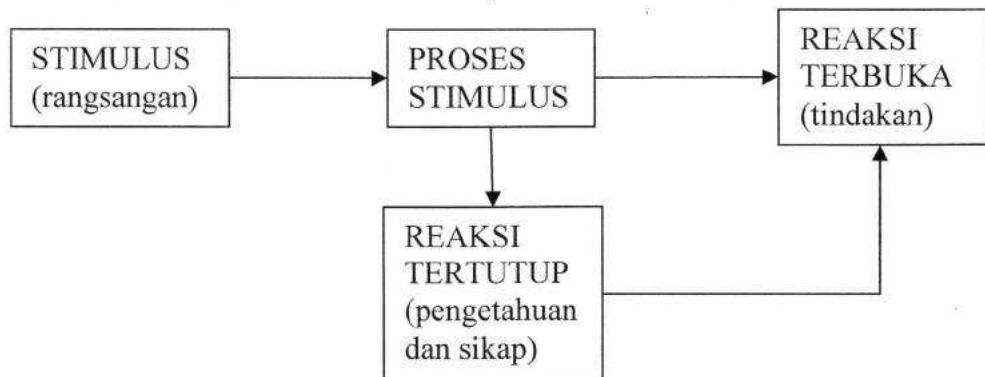 STIMULUS
(rangsangan)
PROSES
STIMULUS
REAKSI
TERBUKA
(tindakan)
REAKSI
TERTUTUP
(pengetahuan
dan sikap)